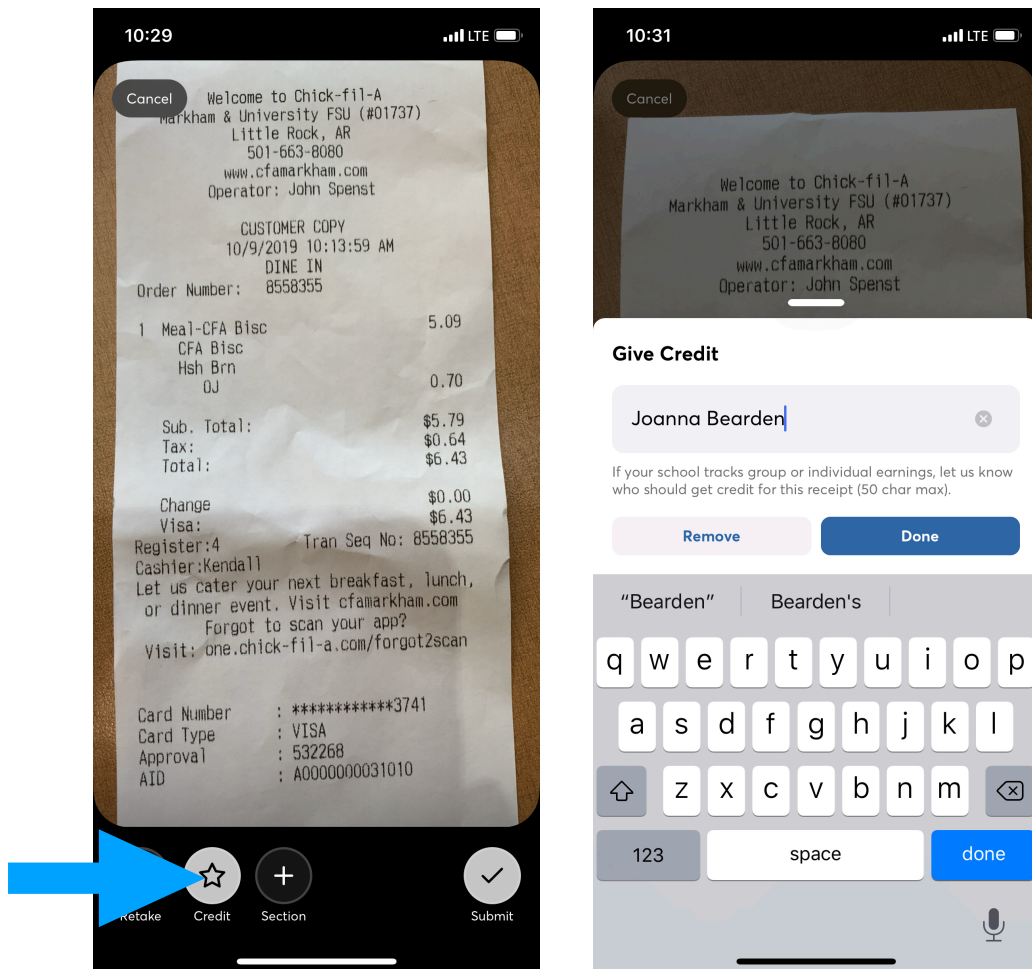 10:29
LTE
Cancel
Welcome to Chick-fil-A
Markham & University FSU (#01737)
Little Rock, AR
501-663-8080
www.cfamarkham.com
Operator: John Spenst
CUSTOMER COPY
10/9/2019 10:13:59 AM
DINE IN
Order Number: 8558355
1 Meal-CFA Bisc 5.09
CFA Bisc
Hsh Brn
OJ 0.70
Sub. Total: $5.79
Tax: $0.64
Total: $6.43
Change $0.00
Visa: $6.43
Register:4 Tran Seq No: 8558355
Cashier:Kendall
Let us cater your next breakfast, lunch,
or dinner event. Visit cfamarkham.com
Forgot to scan your app?
Visit: one.chick-fil-a.com/forgot2scan
Card Number : ************3741
Card Type : VISA
Approval : 532268
AID : A0000000031010
Retake
Credit
Section
Submit
10:31
LTE
Cancel
Welcome to Chick-fil-A
Markham & University FSU (#01737)
Little Rock, AR
501-663-8080
www.cfamarkham.com
Operator: John Spenst
Give Credit
Joanna Bearden
If your school tracks group or individual earnings, let us know
who should get credit for this receipt (50 char max).
Remove Done
“Bearden” Bearden's
q w e r t y u i o p
a s d f g h j k l
z x c v b n m
123 space done